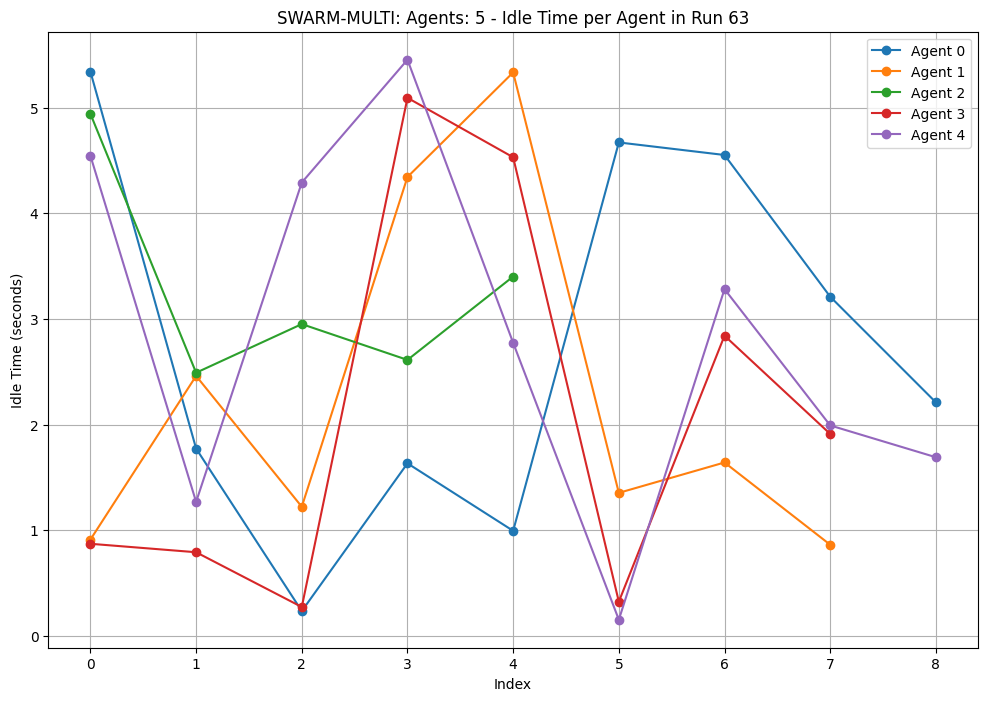 SWARM-MULTI: Agents: 5 - Idle Time per Agent in Run 63
Agent 0
Agent 1
Agent 2
Agent 3
Agent 4
Idle Time (seconds)
5
4
3
2
1
0
0 1 2 3 4 5 6 7 8
Index